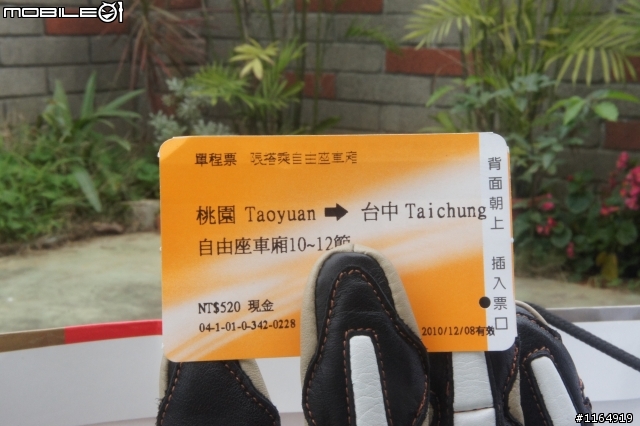 MOBILE01
單程票 限搭乘自由座車廂
桃園 Taoyuan ➡ 台中 Taichung
自由座車廂10~12節
NT$520 現金
04-1-01-0-342-0228
2010/12/08有效
背面朝上 插入票口
#1164919